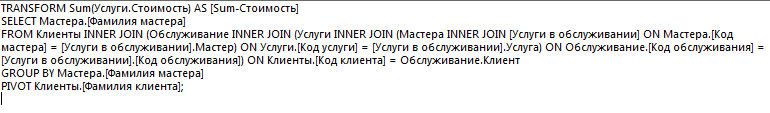 TRANSFORM Sum(Услуги.Стоимость) AS [Sum-Стоимость]
SELECT Мастера.[Фамилия мастера]
FROM Клиенты INNER JOIN (Обслуживание INNER JOIN (Услуги INNER JOIN (Мастера INNER JOIN [Услуги в обслуживании] ON Мастера.[Код
мастера] = [Услуги в обслуживании].Мастер) ON Услуги.[Код услуги] = [Услуги в обслуживании].Услуга) ON Обслуживание.[Код обслуживания] =
[Услуги в обслуживании].[Код обслуживания]) ON Клиенты.[Код клиента] = Обслуживание.Клиент
GROUP BY Мастера.[Фамилия мастера]
PIVOT Клиенты.[Фамилия клиента];